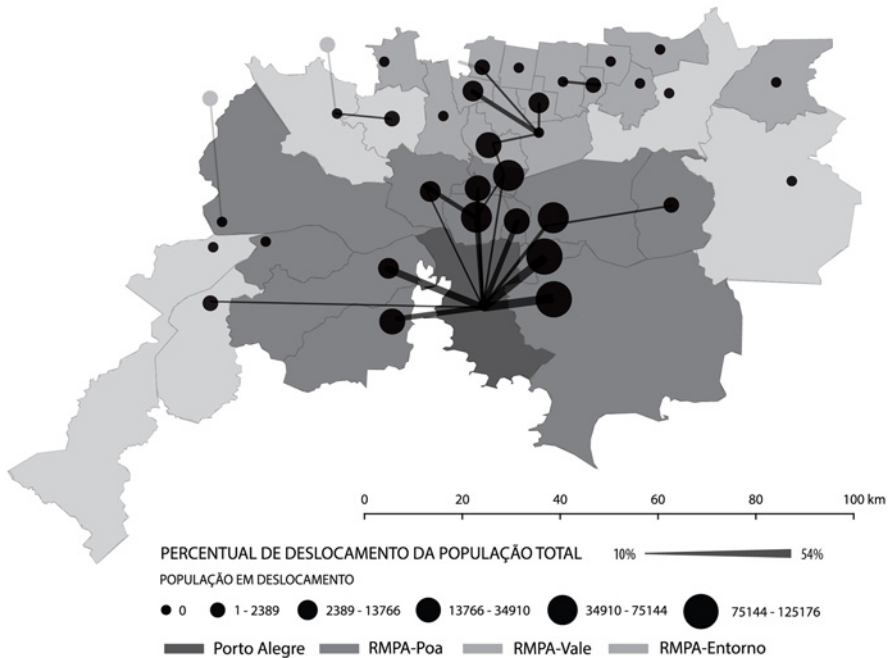 0 20 40 60 80 100 km
PERCENTUAL DE DESLOCAMENTO DA POPULAÇÃO TOTAL 10% 54%
POPULAÇÃO EM DESLOCAMENTO
0 1 - 2389 2389 - 13766 13766 - 34910 34910 - 75144 75144 - 125176
Porto Alegre RMPA-Poa RMPA-Vale RMPA-Entorno